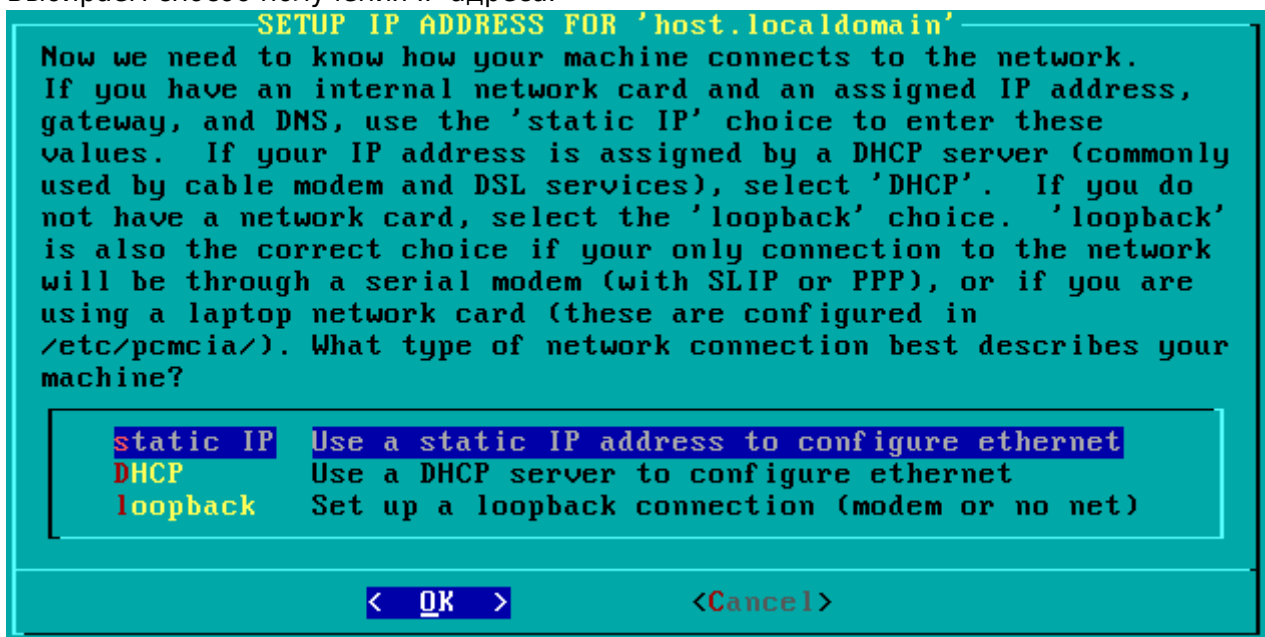 Выбираем способ получения IP адреса.
SETUP IP ADDRESS FOR 'host.localdomain'
Now we need to know how your machine connects to the network.
If you have an internal network card and an assigned IP address,
gateway, and DNS, use the 'static IP' choice to enter these
values.  If your IP address is assigned by a DHCP server (commonly
used by cable modem and DSL services), select 'DHCP'.  If you do
not have a network card, select the 'loopback' choice.  'loopback'
is also the correct choice if your only connection to the network
will be through a serial modem (with SLIP or PPP), or if you are
using a laptop network card (these are configured in
/etc/pcmcia/). What type of network connection best describes your
machine?
static IP  Use a static IP address to configure ethernet
DHCP  Use a DHCP server to configure ethernet
loopback  Set up a loopback connection (modem or no net)
<  OK  >  <Cancel>